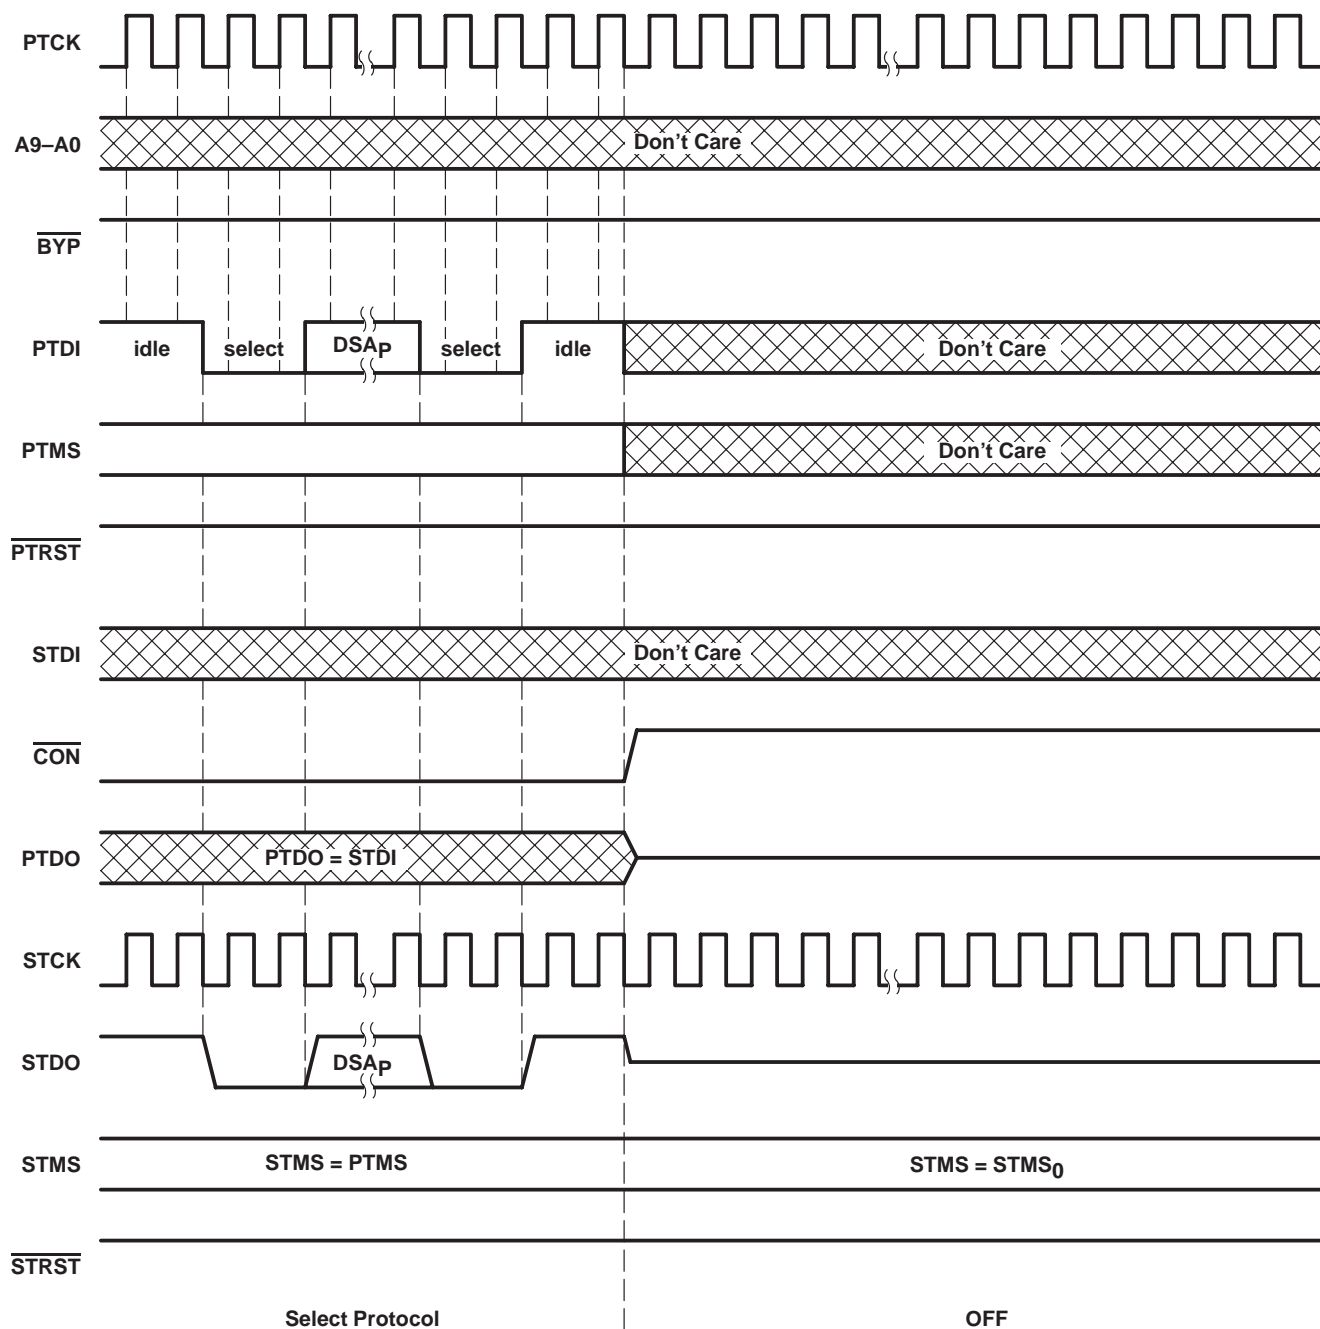 PTCK
A9–A0 Don't Care
BYP
PTDI idle select DSAP select idle Don't Care
PTMS Don't Care
PTRST
STDI Don't Care
CON
PTDO PTDO = STDI
STCK
STDO DSAP
STMS STMS = PTMS STMS = STMS0
STRST
Select Protocol OFF